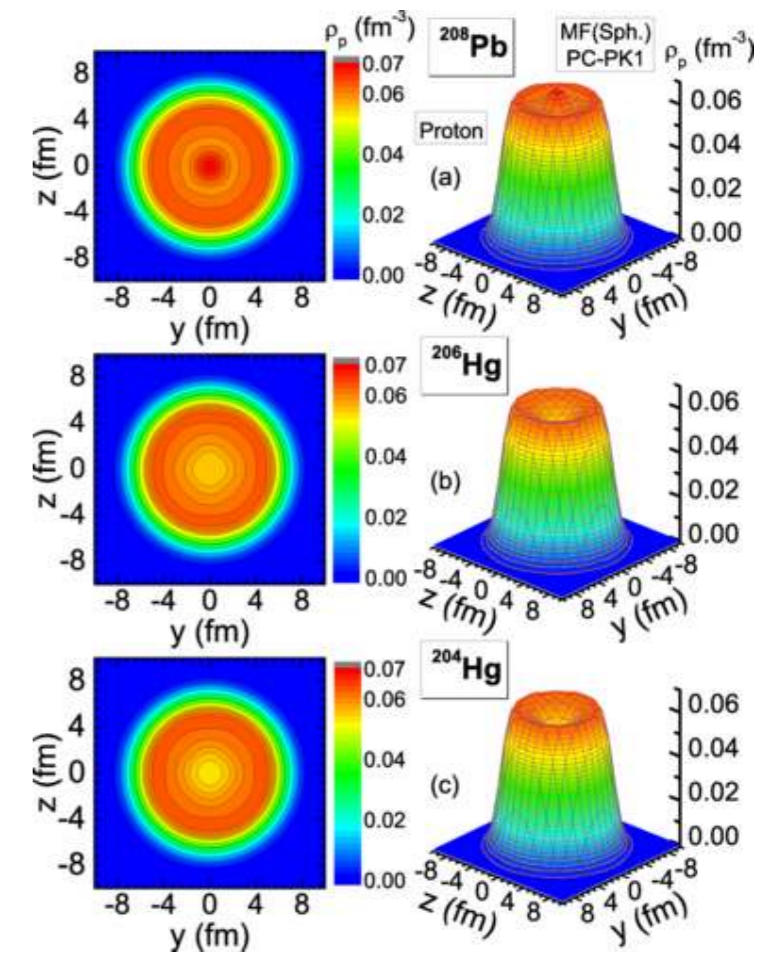 ρp (fm-3)
208Pb
MF(Sph.)
PC-PK1
ρp (fm-3)
Proton
(a)
8
4
0
-4
-8
z (fm)
-8 -4 0 4 8
y (fm)
0.07
0.06
0.04
0.02
0.00
0.06
0.04
0.02
0.00
-8 -4 0 4 8
z (fm)
8 4 0 -4 -8
y (fm)
206Hg
(b)
8
4
0
-4
-8
z (fm)
-8 -4 0 4 8
y (fm)
0.07
0.06
0.04
0.02
0.00
0.06
0.04
0.02
0.00
-8 -4 0 4 8
z (fm)
8 4 0 -4 -8
y (fm)
204Hg
(c)
8
4
0
-4
-8
z (fm)
-8 -4 0 4 8
y (fm)
0.07
0.06
0.04
0.02
0.00
0.06
0.04
0.02
0.00
-8 -4 0 4 8
z (fm)
8 4 0 -4 -8
y (fm)